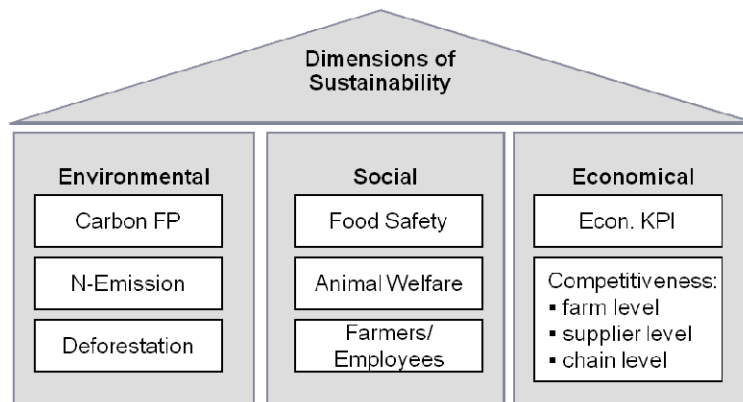 Dimensions of
Sustainability
Environmental
Carbon FP
N-Emission
Deforestation
Social
Food Safety
Animal Welfare
Farmers/
Employees
Economical
Econ. KPI
Competitiveness:
▪ farm level
▪ supplier level
▪ chain level